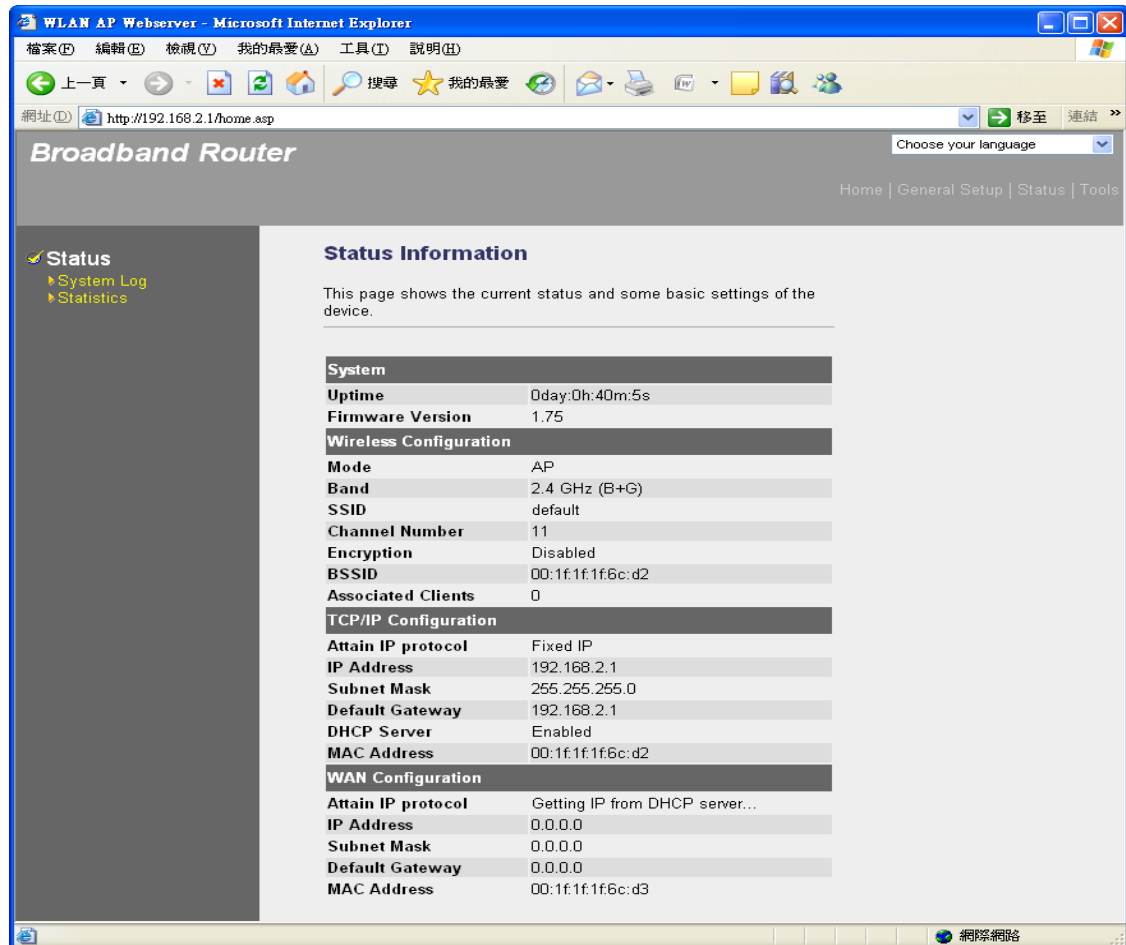 WLAN AP Webserver - Microsoft Internet Explorer
檔案(F) 編輯(E) 檢視(V) 我的最愛(A) 工具(T) 說明(H)
上一頁 搜尋 我的最愛
網址(D) http://192.168.2.1/home.asp 移至 連結 »
Broadband Router
Choose your language
Home | General Setup | Status | Tools
Status
System Log
Statistics
Status Information
This page shows the current status and some basic settings of the
device.
System
Uptime 0day:0h:40m:5s
Firmware Version 1.75
Wireless Configuration
Mode AP
Band 2.4 GHz (B+G)
SSID default
Channel Number 11
Encryption Disabled
BSSID 00:1f:1f:1f:6c:d2
Associated Clients 0
TCP/IP Configuration
Attain IP protocol Fixed IP
IP Address 192.168.2.1
Subnet Mask 255.255.255.0
Default Gateway 192.168.2.1
DHCP Server Enabled
MAC Address 00:1f:1f:1f:6c:d2
WAN Configuration
Attain IP protocol Getting IP from DHCP server...
IP Address 0.0.0.0
Subnet Mask 0.0.0.0
Default Gateway 0.0.0.0
MAC Address 00:1f:1f:1f:6c:d3
網際網路